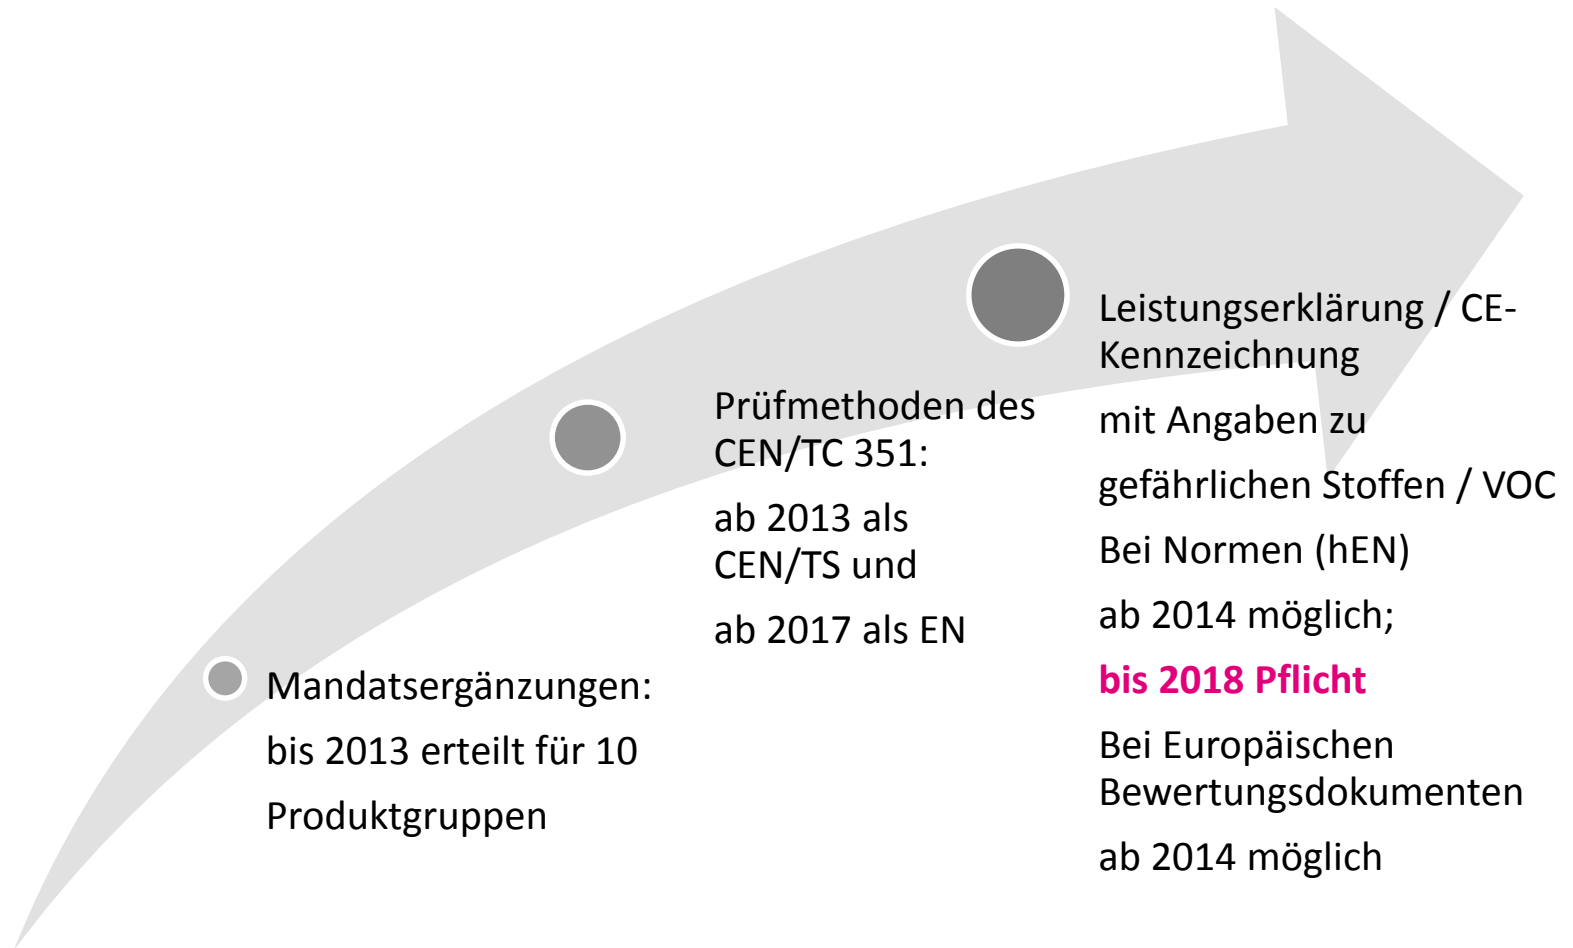 Mandatsergänzungen:
bis 2013 erteilt für 10
Produktgruppen
Prüfmethoden des
CEN/TC 351:
ab 2013 als
CEN/TS und
ab 2017 als EN
Leistungserklärung / CE-
Kennzeichnung
mit Angaben zu
gefährlichen Stoffen / VOC
Bei Normen (hEN)
ab 2014 möglich;
bis 2018 Pflicht
Bei Europäischen
Bewertungsdokumenten
ab 2014 möglich